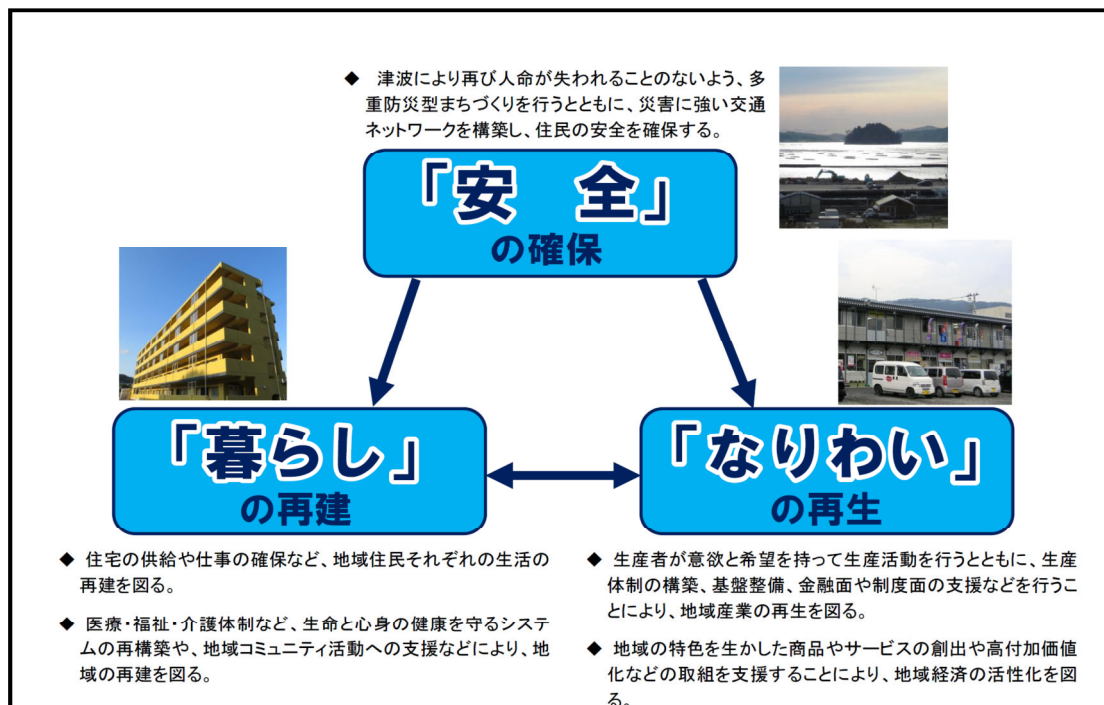 ◆ 津波により再び人命が失われることのないよう、多
重防災型まちづくりを行うとともに、災害に強い交通
ネットワークを構築し、住民の安全を確保する。
「安　全」
の確保
「暮らし」
の再建
「なりわい」
の再生
◆ 住宅の供給や仕事の確保など、地域住民それぞれの生活の
再建を図る。
◆ 医療・福祉・介護体制など、生命と心身の健康を守るシステ
ムの再構築や、地域コミュニティ活動への支援などにより、地
域の再建を図る。
◆ 生産者が意欲と希望を持って生産活動を行うとともに、生産
体制の構築、基盤整備、金融面や制度面の支援などを行うこ
とにより、地域産業の再生を図る。
◆ 地域の特色を生かした商品やサービスの創出や高付加価値
化などの取組を支援することにより、地域経済の活性化を図
る。